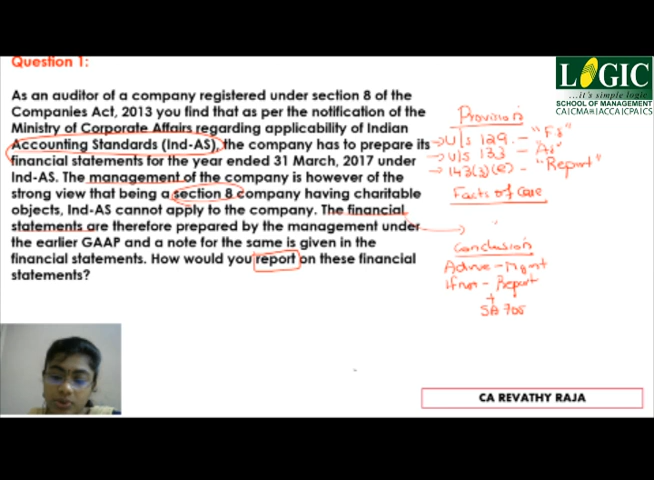 Question 1:
LOGIC
...it's simple logic
SCHOOL OF MANAGEMENT
CA|CMA|ACCA|CPA|CS
As an auditor of a company registered under section 8 of the
Companies Act, 2013 you find that as per the notification of the
Ministry of Corporate Affairs regarding applicability of Indian
Accounting Standards (Ind-AS), the company has to prepare its
financial statements for the year ended 31 March, 2017 under
Ind-AS. The management of the company is however of the
strong view that being a section 8 company having charitable
objects, Ind-AS cannot apply to the company. The financial
statements are therefore prepared by the management under
the earlier GAAP and a note for the same is given in the
financial statements. How would you report on these financial
statements?
Provision
U/s 129. - "FS"
U/s 133 - "AS"
143(3)(e) - "Report"
Facts of Case
Conclusion
Advise - Mgmt
If not - Report
SA 705
CA REVATHY RAJA